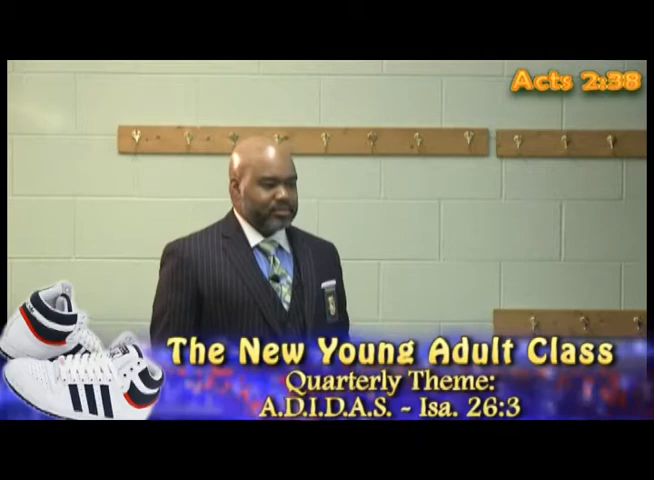 Acts 2:38
The New Young Adult Class
Quarterly Theme:
A.D.I.D.A.S. - Isa. 26:3